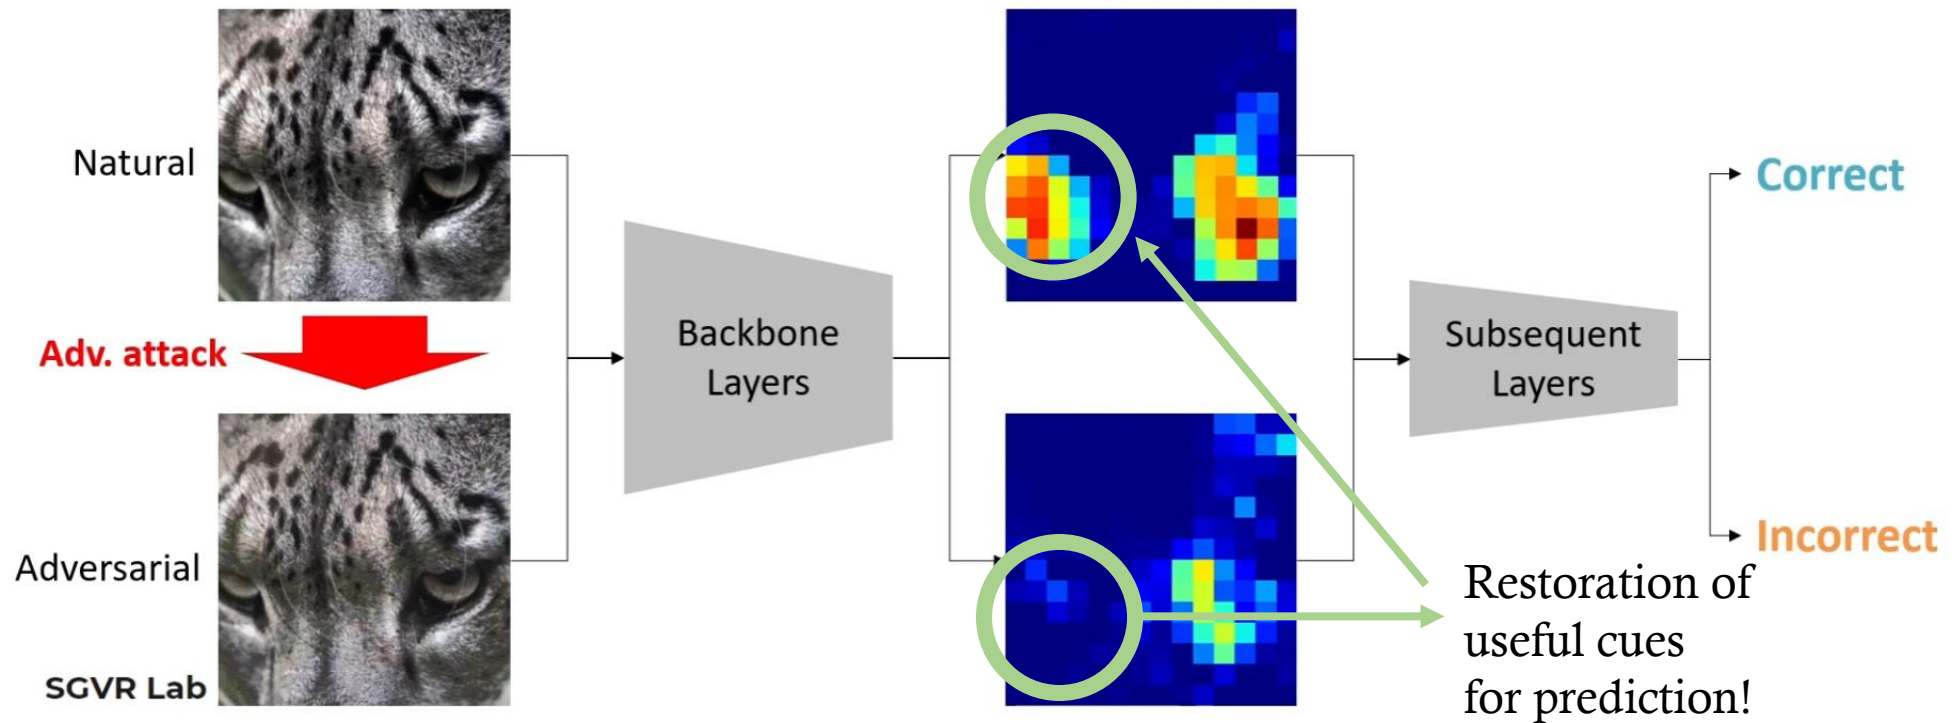 Natural
Adv. attack
Adversarial
SGVR Lab
Backbone
Layers
Subsequent
Layers
Correct
Incorrect
Restoration of
useful cues
for prediction!